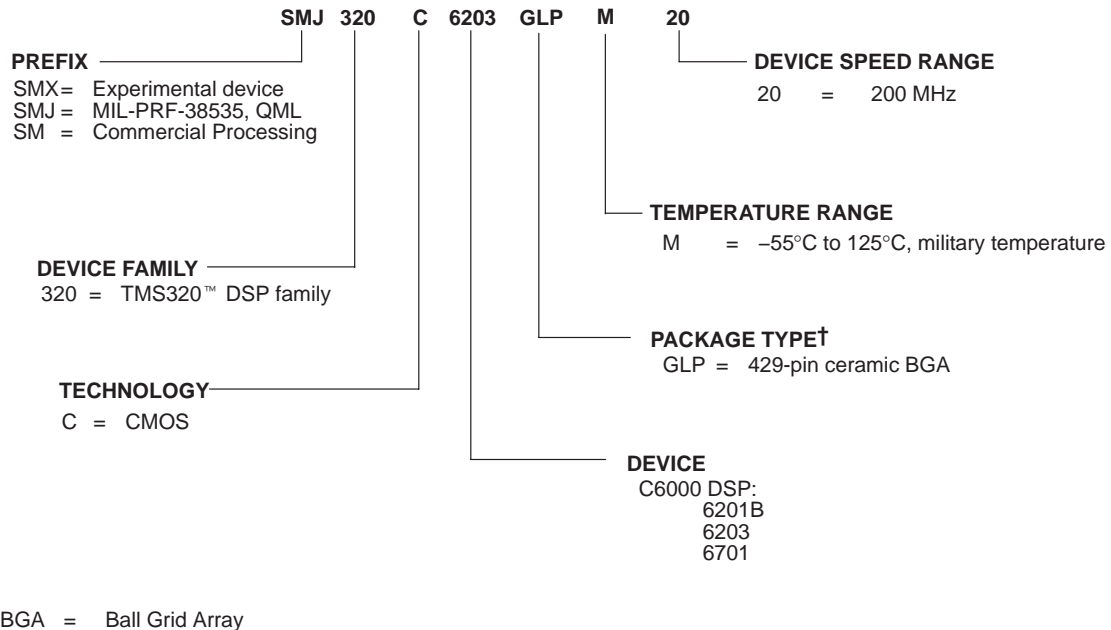 SMJ 320 C 6203 GLP M 20
PREFIX
SMX = Experimental device
SMJ = MIL-PRF-38535, QML
SM = Commercial Processing
DEVICE SPEED RANGE
20 = 200 MHz
TEMPERATURE RANGE
M = –55°C to 125°C, military temperature
DEVICE FAMILY
320 = TMS320™ DSP family
PACKAGE TYPE†
GLP = 429-pin ceramic BGA
TECHNOLOGY
C = CMOS
DEVICE
C6000 DSP:
6201B
6203
6701
BGA = Ball Grid Array